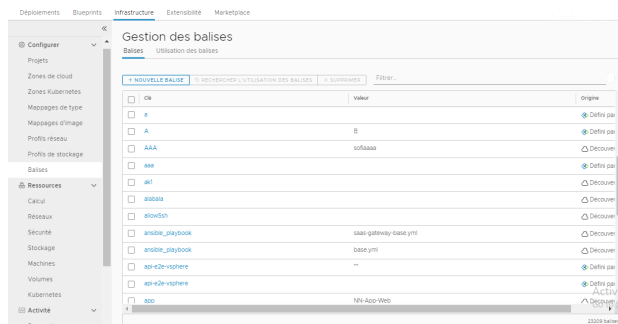 Déploiements Blueprints Infrastructure Extensibilité Marketplace
Configurer
Projets
Zones de cloud
Zones Kubernetes
Mappages de type
Mappages d'image
Profils réseau
Profils de stockage
Balises
Ressources
Calcul
Réseaux
Sécurité
Stockage
Machines
Volumes
Kubernetes
Activité
Gestion des balises
Balises Utilisation des balises
+ NOUVELLE BALISE RECHERCHER L'UTILISATION DES BALISES × SUPPRIMER Filtrer...
Clé Valeur Origine
a Défini par
A B Défini par
AAA sofiaaaa Découver
aaa Défini par
ak1 Découver
alabala Découver
allowSsh Découver
ansible_playbook saas-gateway-base.yml Découver
ansible_playbook base.yml Découver
api-e2e-vsphere "" Défini par
api-e2e-vsphere Défini par
app NN-App-Web Découver
Activ
23209 balises